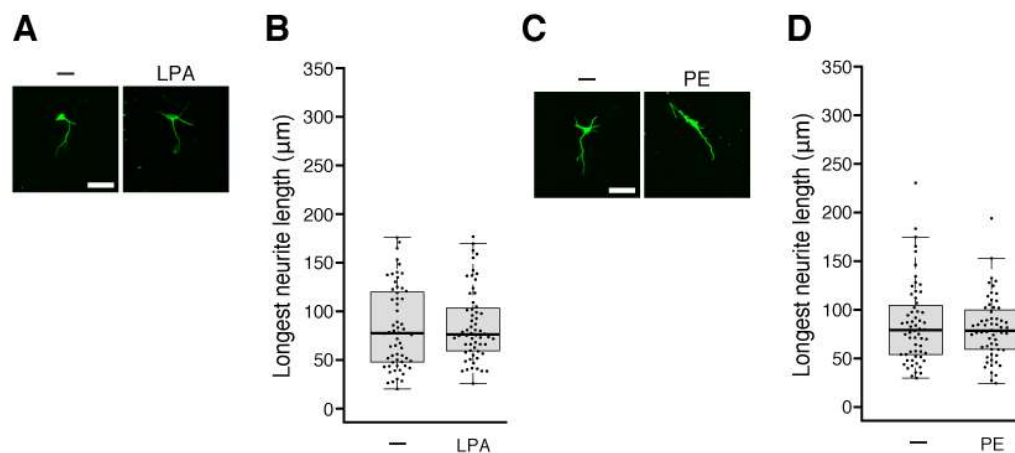 A
— LPA
B
Longest neurite length (μm)
350
300
250
200
150
100
50
0
— LPA
C
— PE
D
Longest neurite length (μm)
350
300
250
200
150
100
50
0
— PE